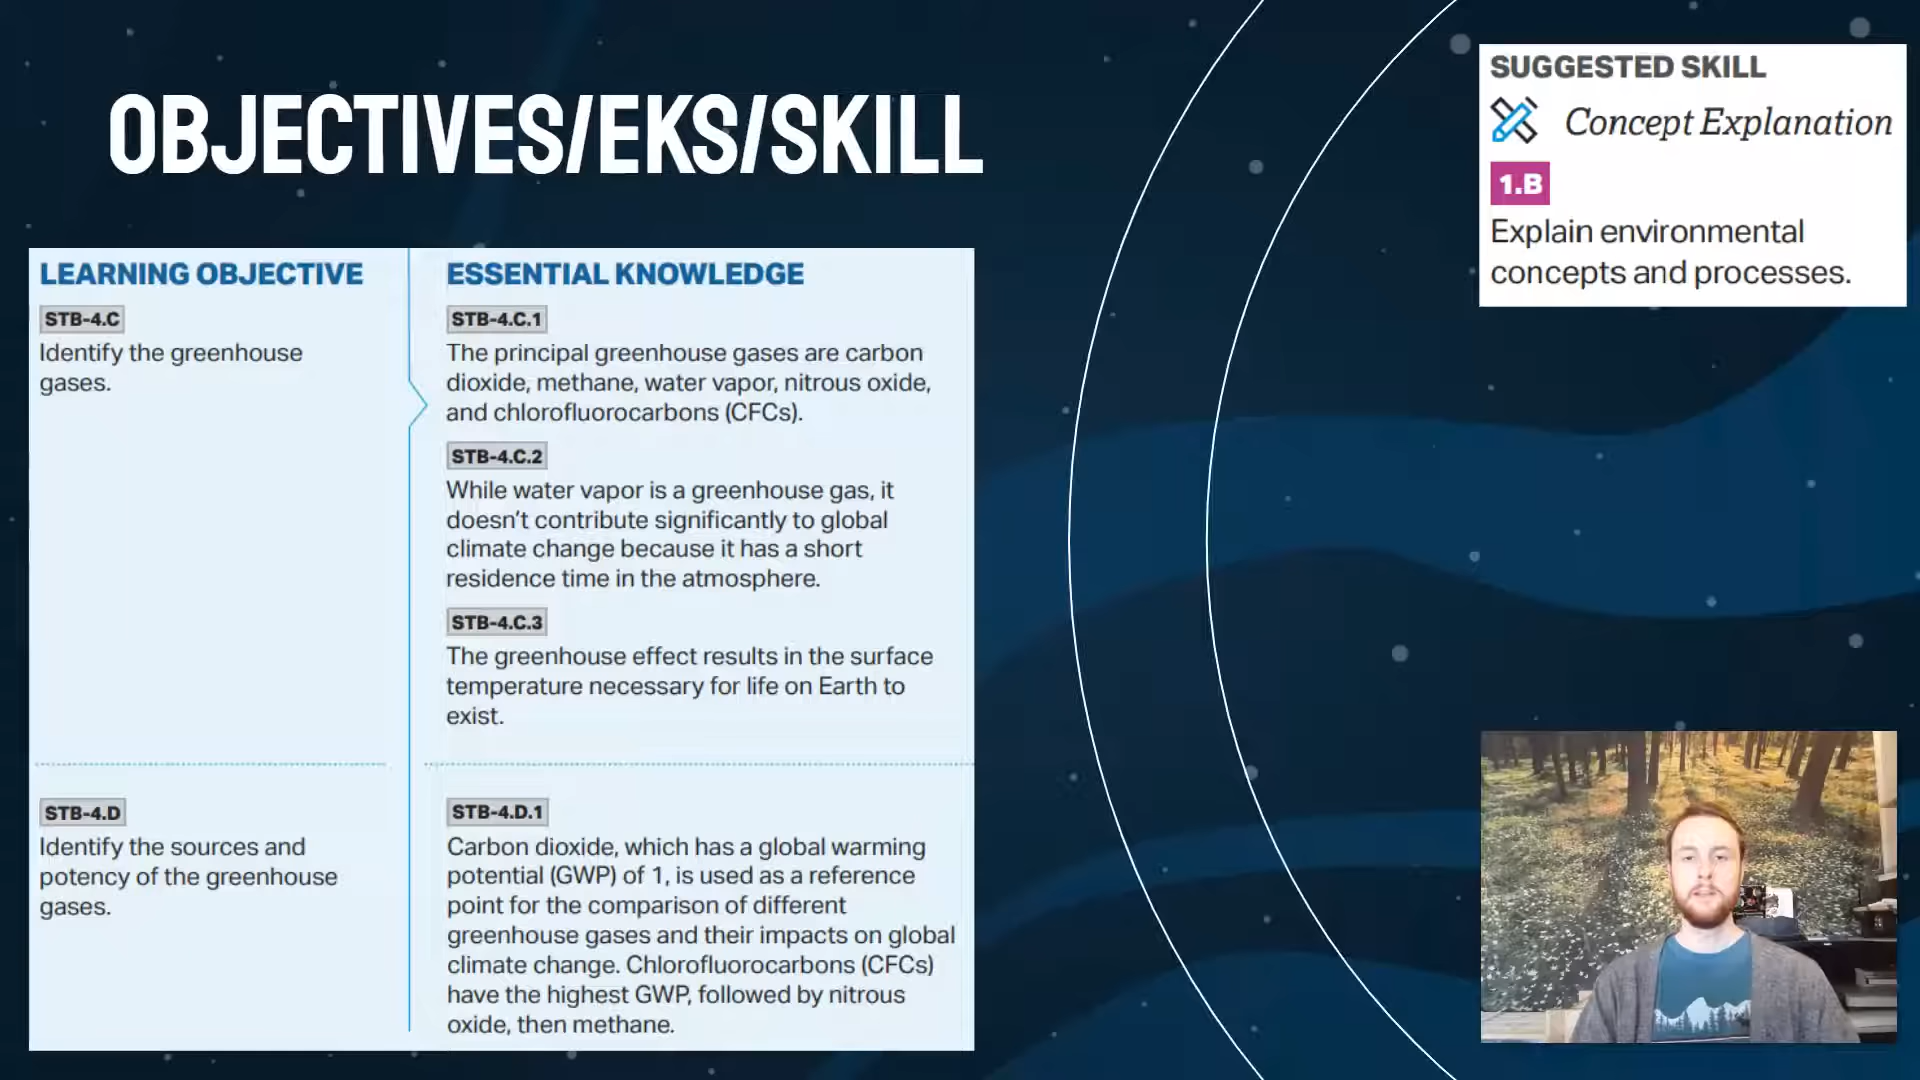 OBJECTIVES/EKS/SKILL
SUGGESTED SKILL
Concept Explanation
1.B
Explain environmental
concepts and processes.
LEARNING OBJECTIVE
STB-4.C
Identify the greenhouse
gases.
ESSENTIAL KNOWLEDGE
STB-4.C.1
The principal greenhouse gases are carbon
dioxide, methane, water vapor, nitrous oxide,
and chlorofluorocarbons (CFCs).
STB-4.C.2
While water vapor is a greenhouse gas, it
doesn't contribute significantly to global
climate change because it has a short
residence time in the atmosphere.
STB-4.C.3
The greenhouse effect results in the surface
temperature necessary for life on Earth to
exist.
STB-4.D
Identify the sources and
potency of the greenhouse
gases.
STB-4.D.1
Carbon dioxide, which has a global warming
potential (GWP) of 1, is used as a reference
point for the comparison of different
greenhouse gases and their impacts on global
climate change. Chlorofluorocarbons (CFCs)
have the highest GWP, followed by nitrous
oxide, then methane.